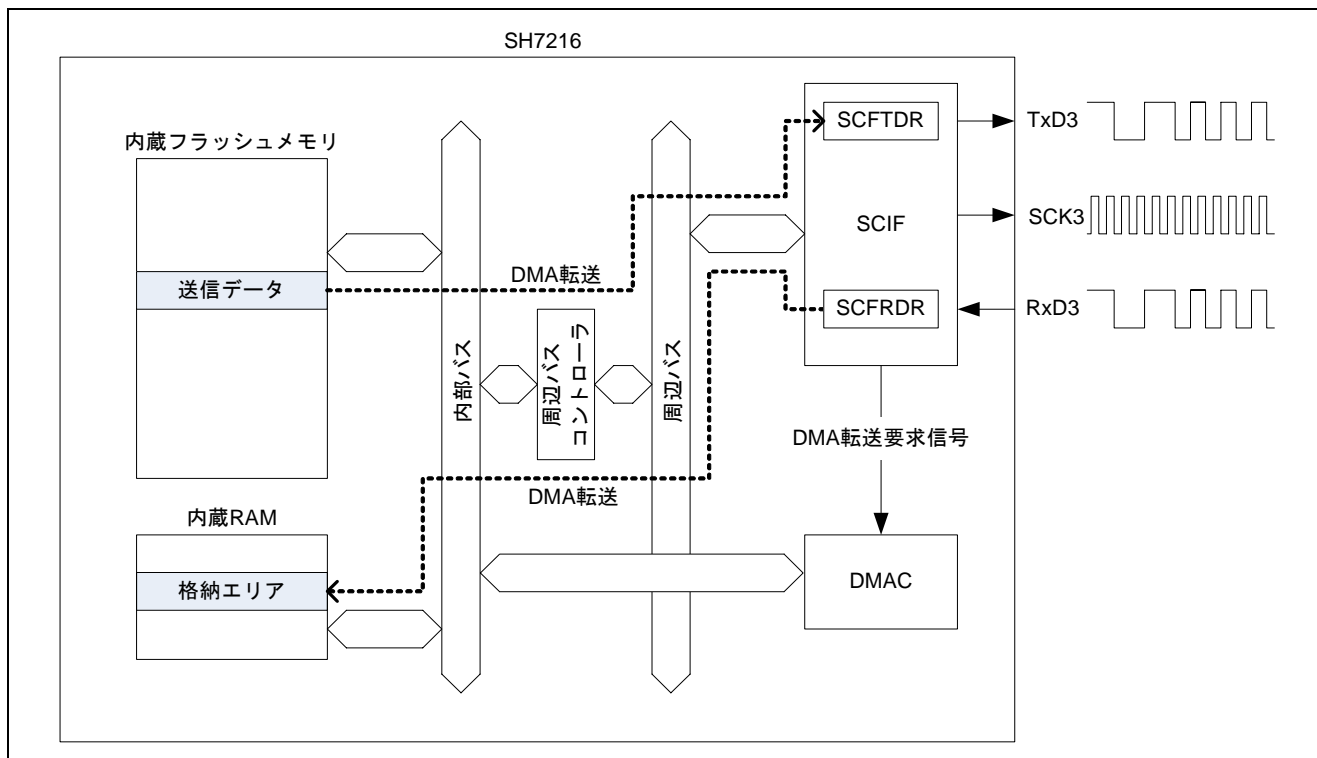 SH7216
内蔵フラッシュメモリ
送信データ
内蔵RAM
格納エリア
内部バス
周辺バス
コントローラ
周辺バス
DMA転送
DMA転送
SCFTDR
SCIF
SCFRDR
DMA転送要求信号
DMAC
TxD3
SCK3
RxD3